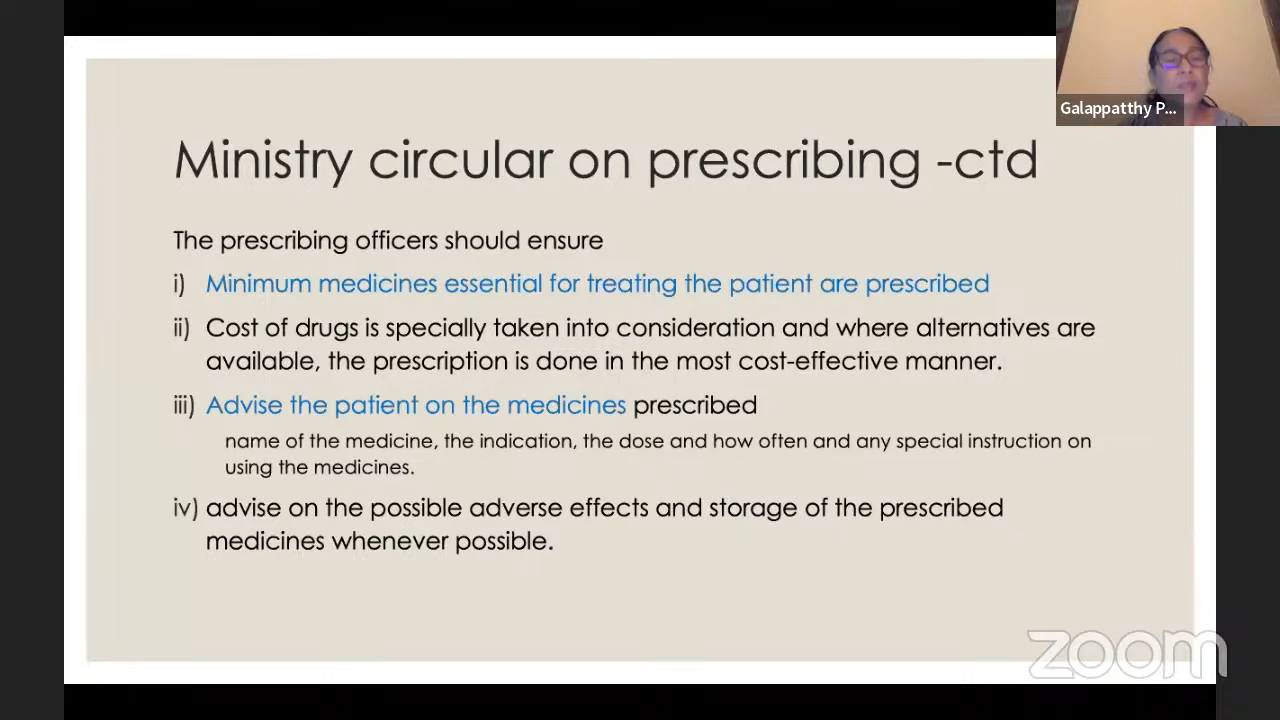 Galappatthy P...
Ministry circular on prescribing -ctd
The prescribing officers should ensure
i) Minimum medicines essential for treating the patient are prescribed
ii) Cost of drugs is specially taken into consideration and where alternatives are
available, the prescription is done in the most cost-effective manner.
iii) Advise the patient on the medicines prescribed
name of the medicine, the indication, the dose and how often and any special instruction on
using the medicines.
iv) advise on the possible adverse effects and storage of the prescribed
medicines whenever possible.
zoom